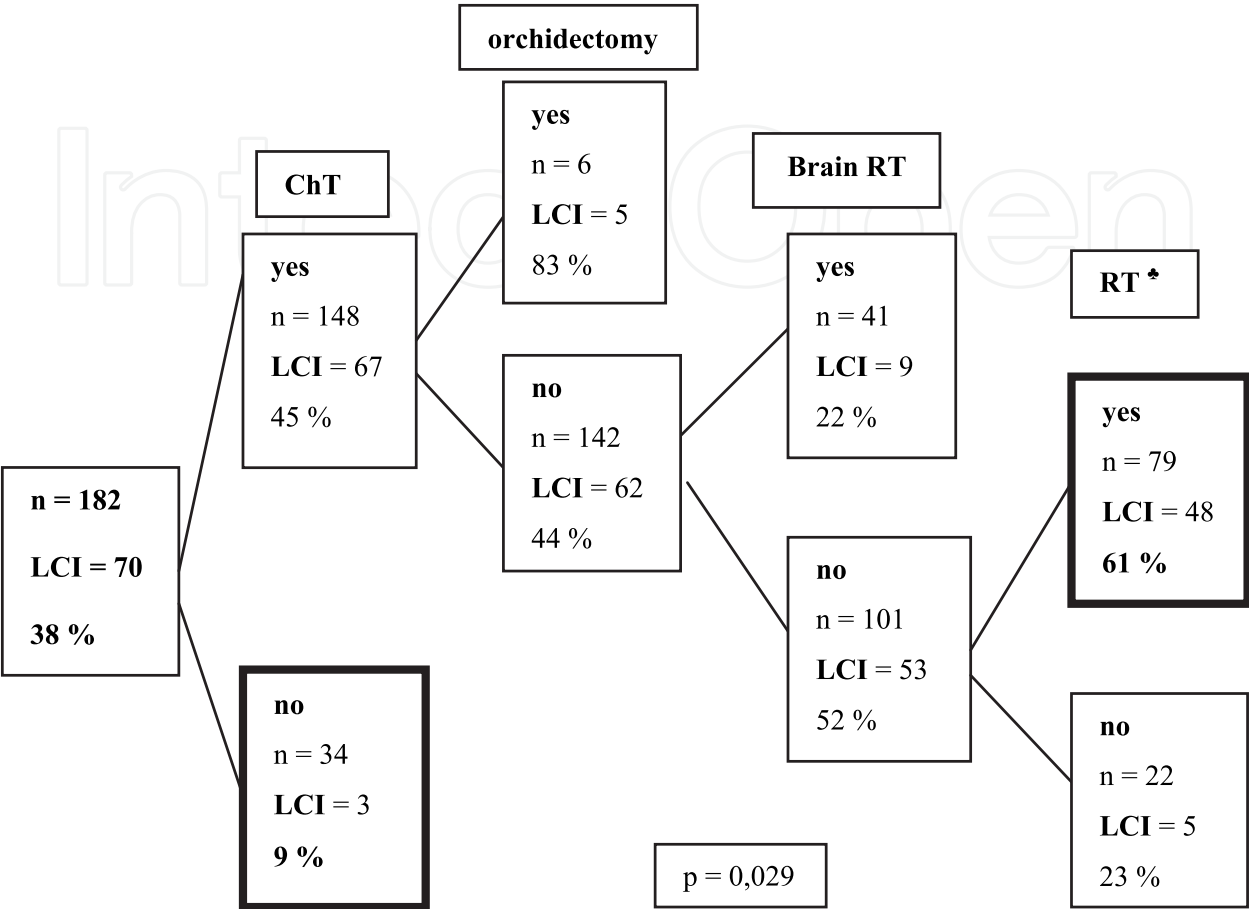 orchidectomy
yes
n = 6
LCI = 5
83 %
ChT
yes
n = 148
LCI = 67
45 %
no
n = 142
LCI = 62
44 %
Brain RT
yes
n = 41
LCI = 9
22 %
RT ♣
yes
n = 79
LCI = 48
61 %
n = 182
LCI = 70
38 %
no
n = 34
LCI = 3
9 %
no
n = 101
LCI = 53
52 %
no
n = 22
LCI = 5
23 %
p = 0,029